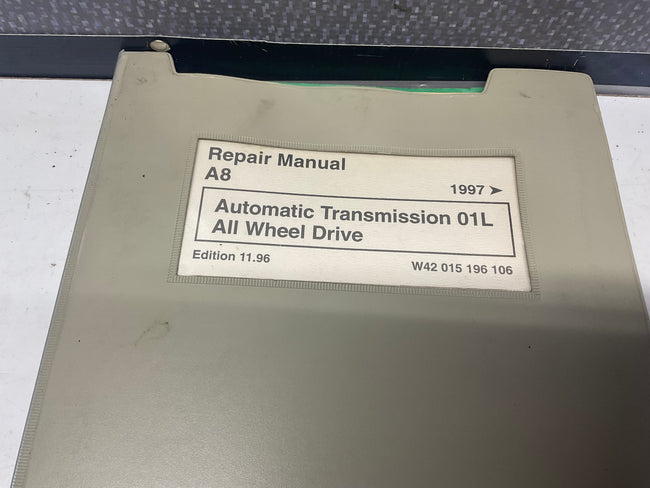 Repair Manual
A8
1997 ➤
Automatic Transmission 01L
All Wheel Drive
Edition 11.96
W42 015 196 106